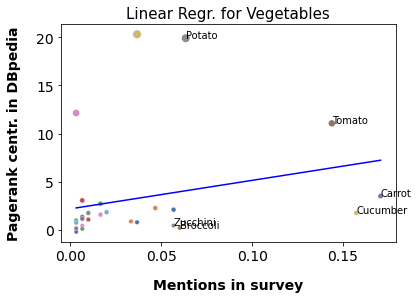 Linear Regr. for Vegetables
Pagerank centr. in DBpedia
20
15
10
5
0
Potato
Tomato
Carrot
Cucumber
Zucchini
Broccoli
0.00 0.05 0.10 0.15
Mentions in survey